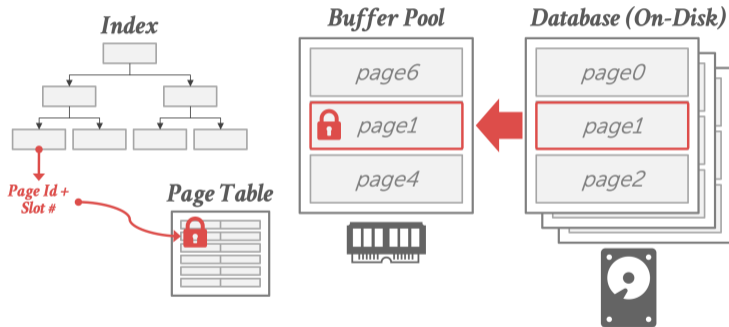 Index
Buffer Pool
Database (On-Disk)
page6
page1
page4
page0
page1
page2
Page Id +
Slot #
Page Table